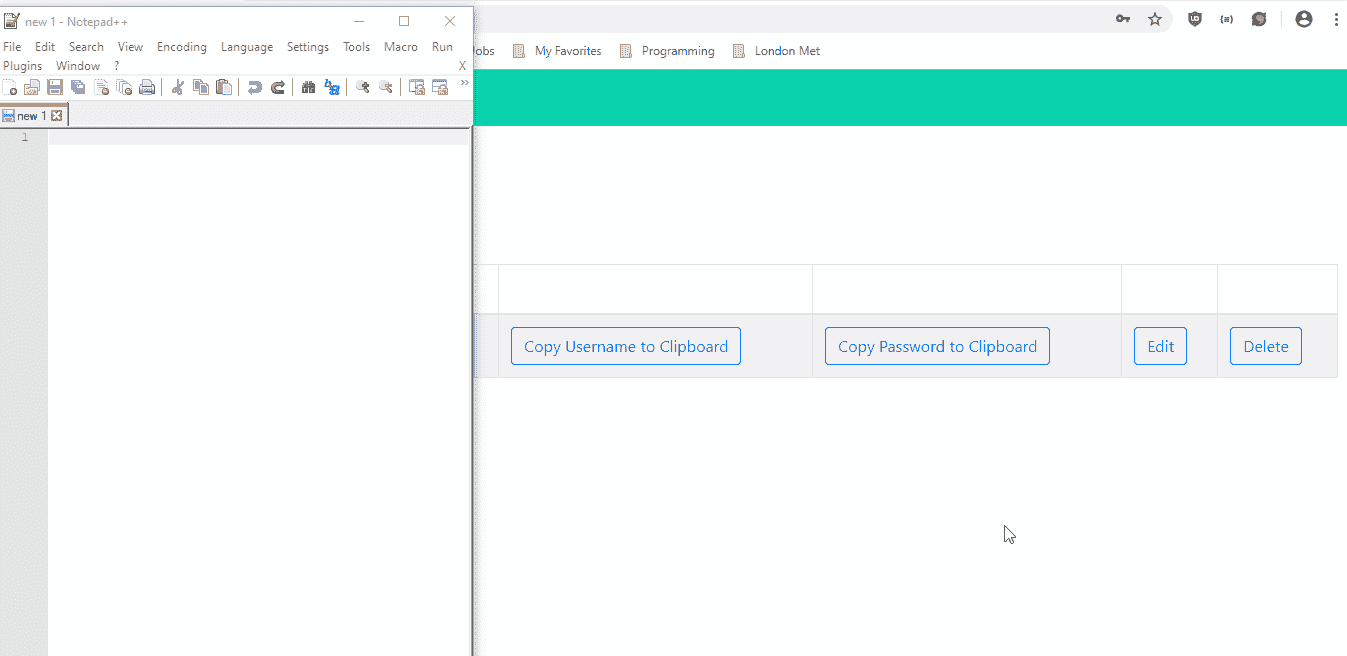 new 1 - Notepad++
File Edit Search View Encoding Language Settings Tools Macro Run
Plugins Window ? X
new 1
1
obs My Favorites Programming London Met
Copy Username to Clipboard Copy Password to Clipboard Edit Delete